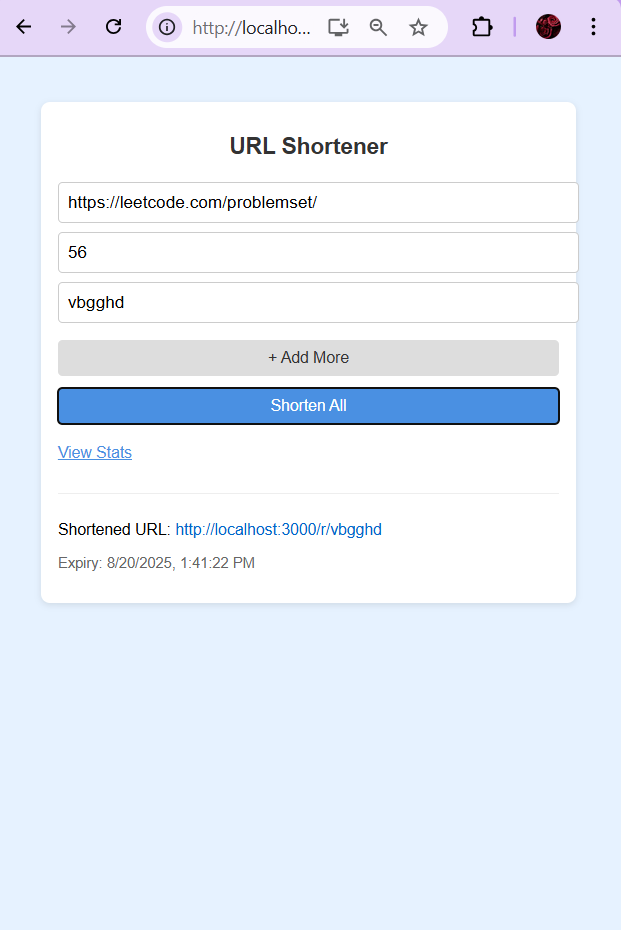 http://localho...
URL Shortener
https://leetcode.com/problemset/
56
vbgghd
+ Add More
Shorten All
View Stats
Shortened URL: http://localhost:3000/r/vbgghd
Expiry: 8/20/2025, 1:41:22 PM